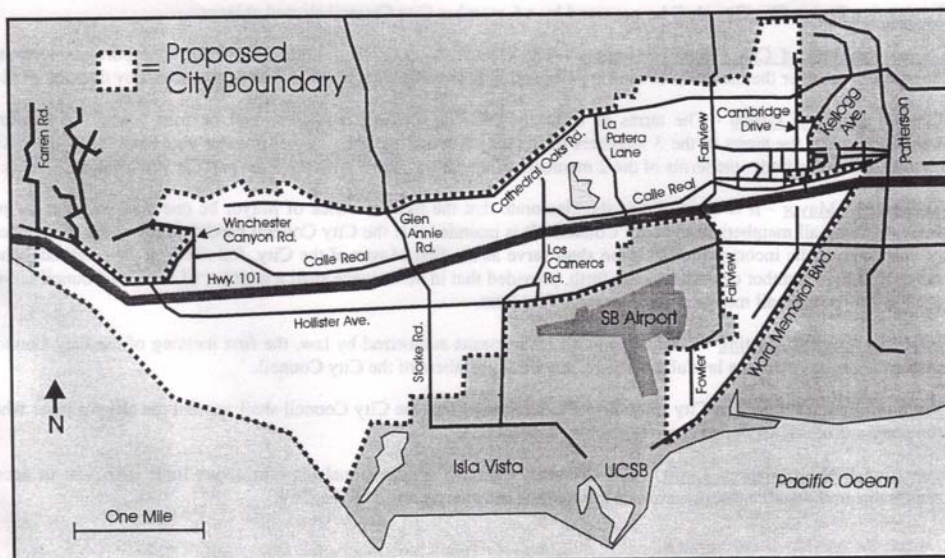 = Proposed
City Boundary
Farren Rd.
Winchester
Canyon Rd.
Calle Real
Hwy. 101
Hollister Ave.
Glen
Annie Rd.
Storke Rd.
Cathedral Oaks Rd.
La
Patera
Lane
Los
Carneros
Rd.
Calle Real
Fairview
Cambridge
Drive
Kellogg
Ave.
Patterson
SB Airport
Fairview
Fowler
Ward Memorial Blvd.
N
Isla Vista
UCSB
Pacific Ocean
One Mile